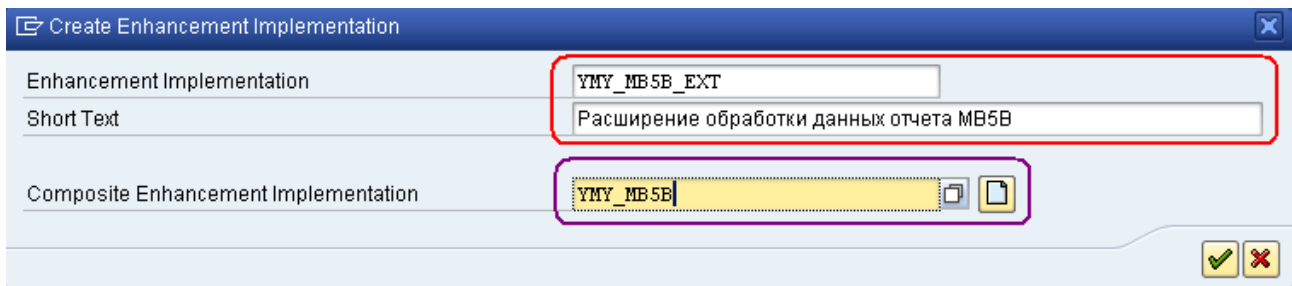 Create Enhancement Implementation
Enhancement Implementation YMY_MB5B_EXT
Short Text Расширение обработки данных отчета MB5B
Composite Enhancement Implementation YMY_MB5B